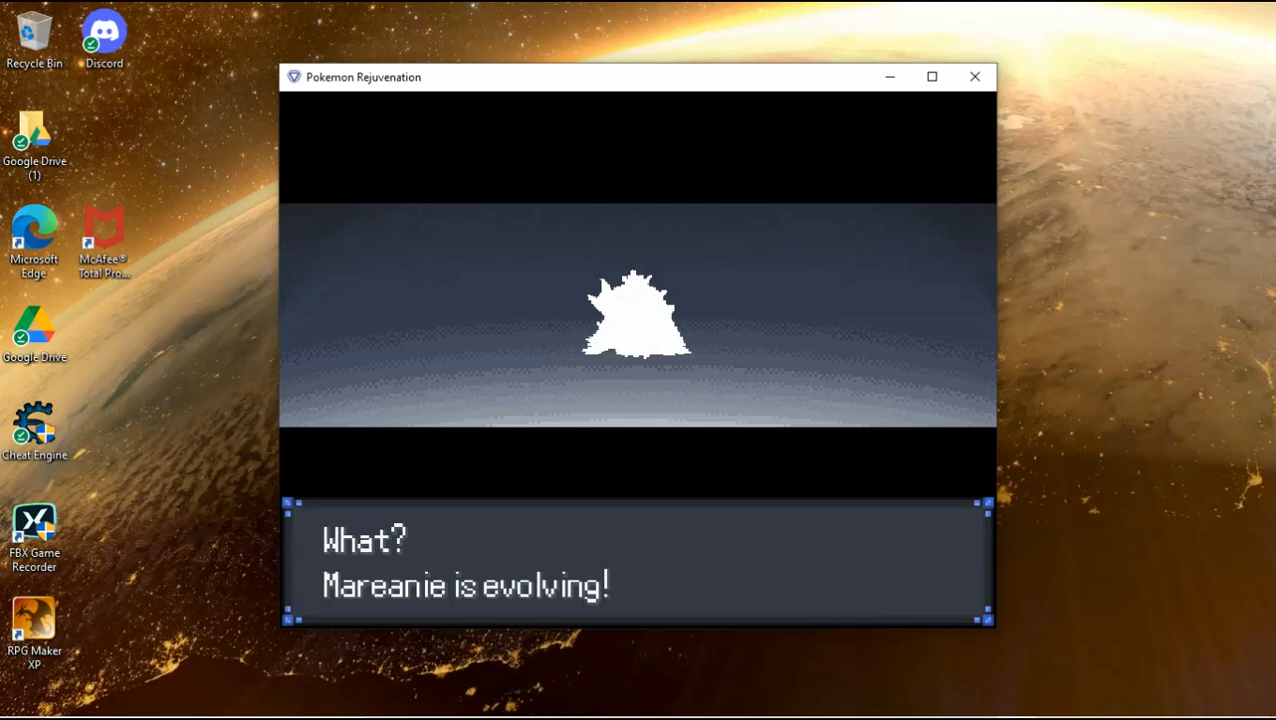 Recycle Bin
Discord
Google Drive
(1)
Microsoft
Edge
McAfee®
Total Pro...
Google Drive
Cheat Engine
FBX Game
Recorder
RPG Maker
XP
Pokemon Rejuvenation
What?
Mareanie is evolving!